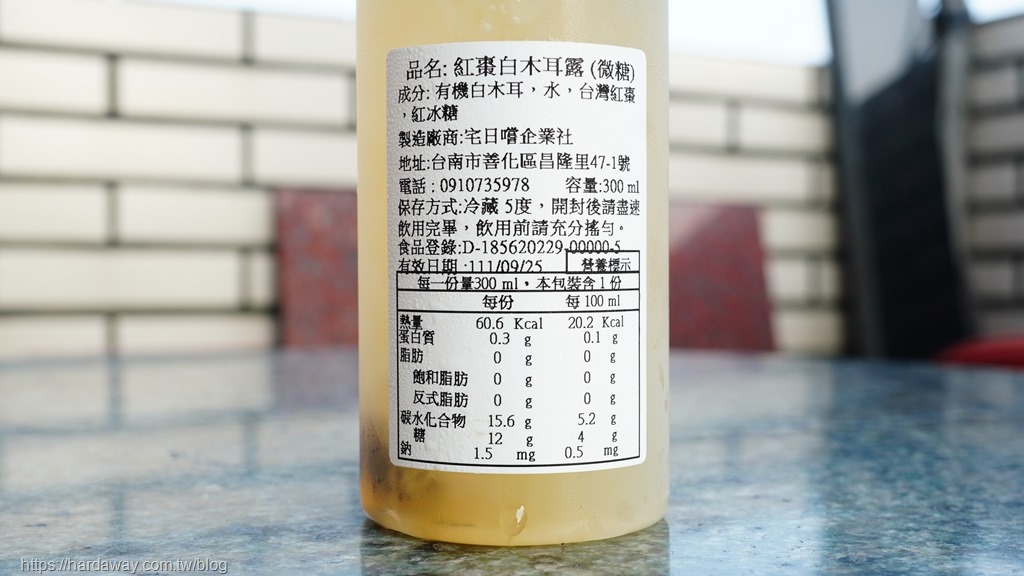 品名: 紅棗白木耳露 (微糖)
成分: 有機白木耳，水，台灣紅棗
，紅冰糖
製造廠商:宅日嚐企業社
地址:台南市善化區昌隆里47-1號
電話 : 0910735978 容量:300 ml
保存方式:冷藏 5度，開封後請盡速
飲用完畢，飲用前請充分搖勻。
食品登錄:D-185620229-00000-5
有效日期 :111/09/25 營養標示
每一份量300 ml，本包裝含 1 份
每份 每 100 ml
熱量 60.6 Kcal 20.2 Kcal
蛋白質 0.3 g 0.1 g
脂肪 0 g 0 g
飽和脂肪 0 g 0 g
反式脂肪 0 g 0 g
碳水化合物 15.6 g 5.2 g
糖 12 g 4 g
鈉 1.5 mg 0.5 mg
https://hardaway.com.tw/blog